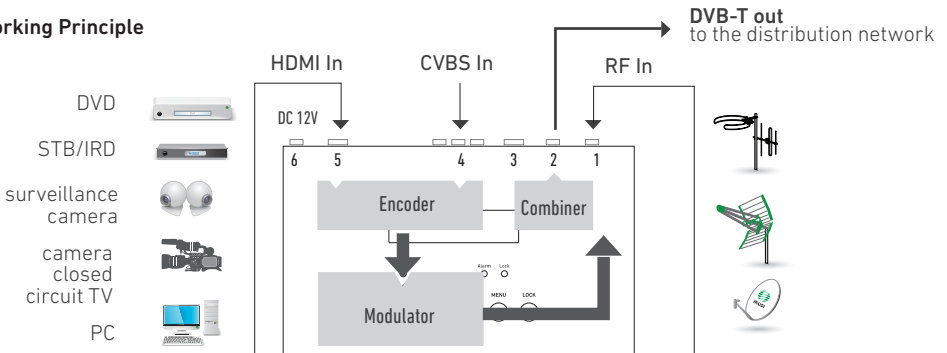 orking Principle
DVB-T out
to the distribution network
HDMI In
CVBS In
RF In
DVD
DC 12V
STB/IRD
6
5
4
3
2
1
surveillance
camera
Encoder
Combiner
camera
closed
circuit TV
Alarm
Lock
MENU
LOCK
Modulator
PC